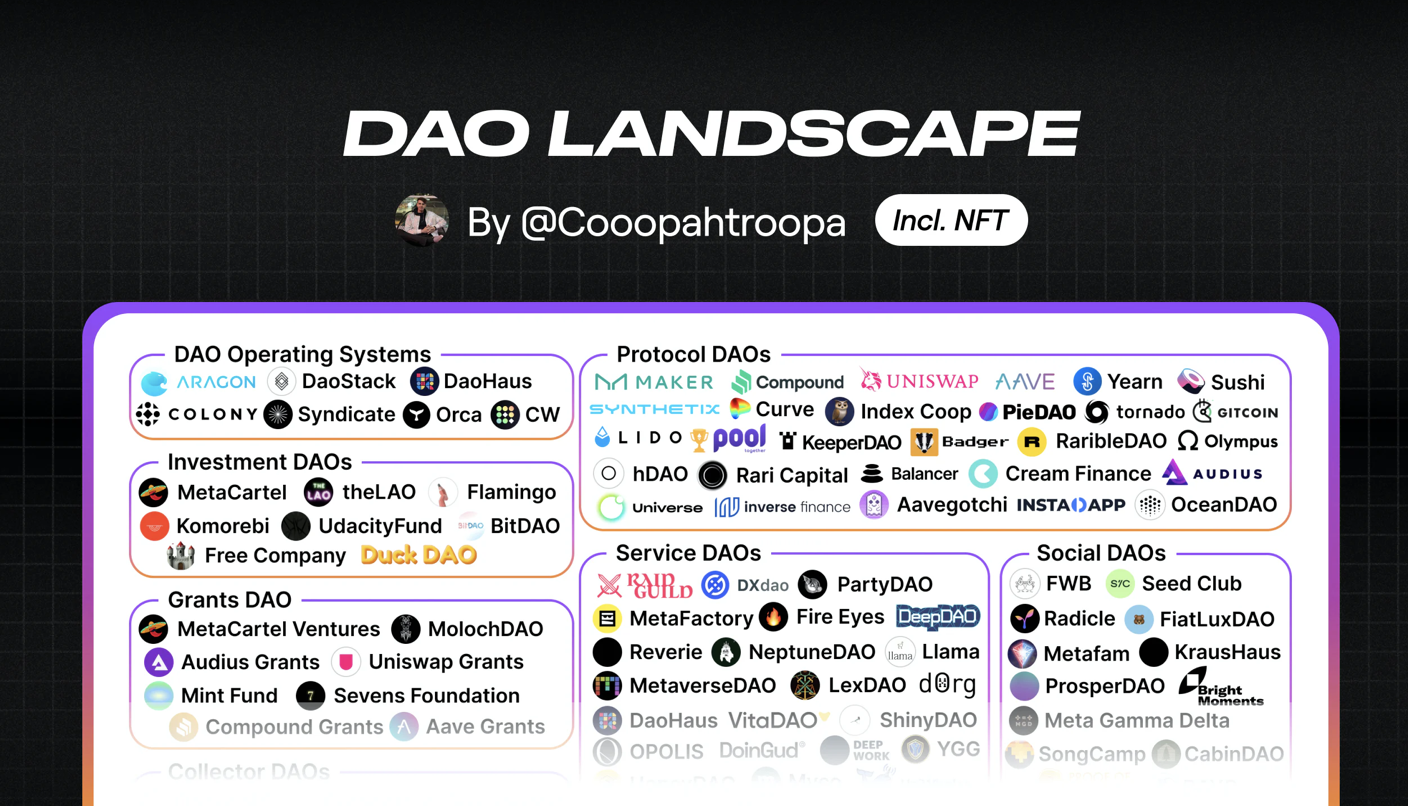 DAO LANDSCAPE
By @Cooopahtroopa Incl. NFT
DAO Operating Systems
ARAGON DaoStack DaoHaus
COLONY Syndicate Orca CW
Investment DAOs
MetaCartel THE LAO theLAO Flamingo
Komorebi UdacityFund BitDAO BitDAO
Free Company Duck DAO
Grants DAO
MetaCartel Ventures MolochDAO
Audius Grants Uniswap Grants
Mint Fund 7 Sevens Foundation
Compound Grants Aave Grants
Collector DAOs
Protocol DAOs
MAKER Compound UNISWAP AAVE Yearn Sushi
SYNTHETIX Curve Index Coop PieDAO tornado GITCOIN
LIDO pool together KeeperDAO Badger R RaribleDAO Olympus
hDAO Rari Capital Balancer Cream Finance AUDIUS
Universe inverse finance Aavegotchi INSTADAPP OceanDAO
Service DAOs
RAID GUILD DXdao PartyDAO
MetaFactory Fire Eyes DeepDAO
Reverie NeptuneDAO llama Llama
MetaverseDAO LexDAO dOrg
DaoHaus VitaDAO ShinyDAO
OPOLIS DoinGud® DEEP WORK YGG
Social DAOs
FWB S/C Seed Club
Radicle FiatLuxDAO
Metafam KrausHaus
ProsperDAO Bright Moments
Meta Gamma Delta
SongCamp CabinDAO